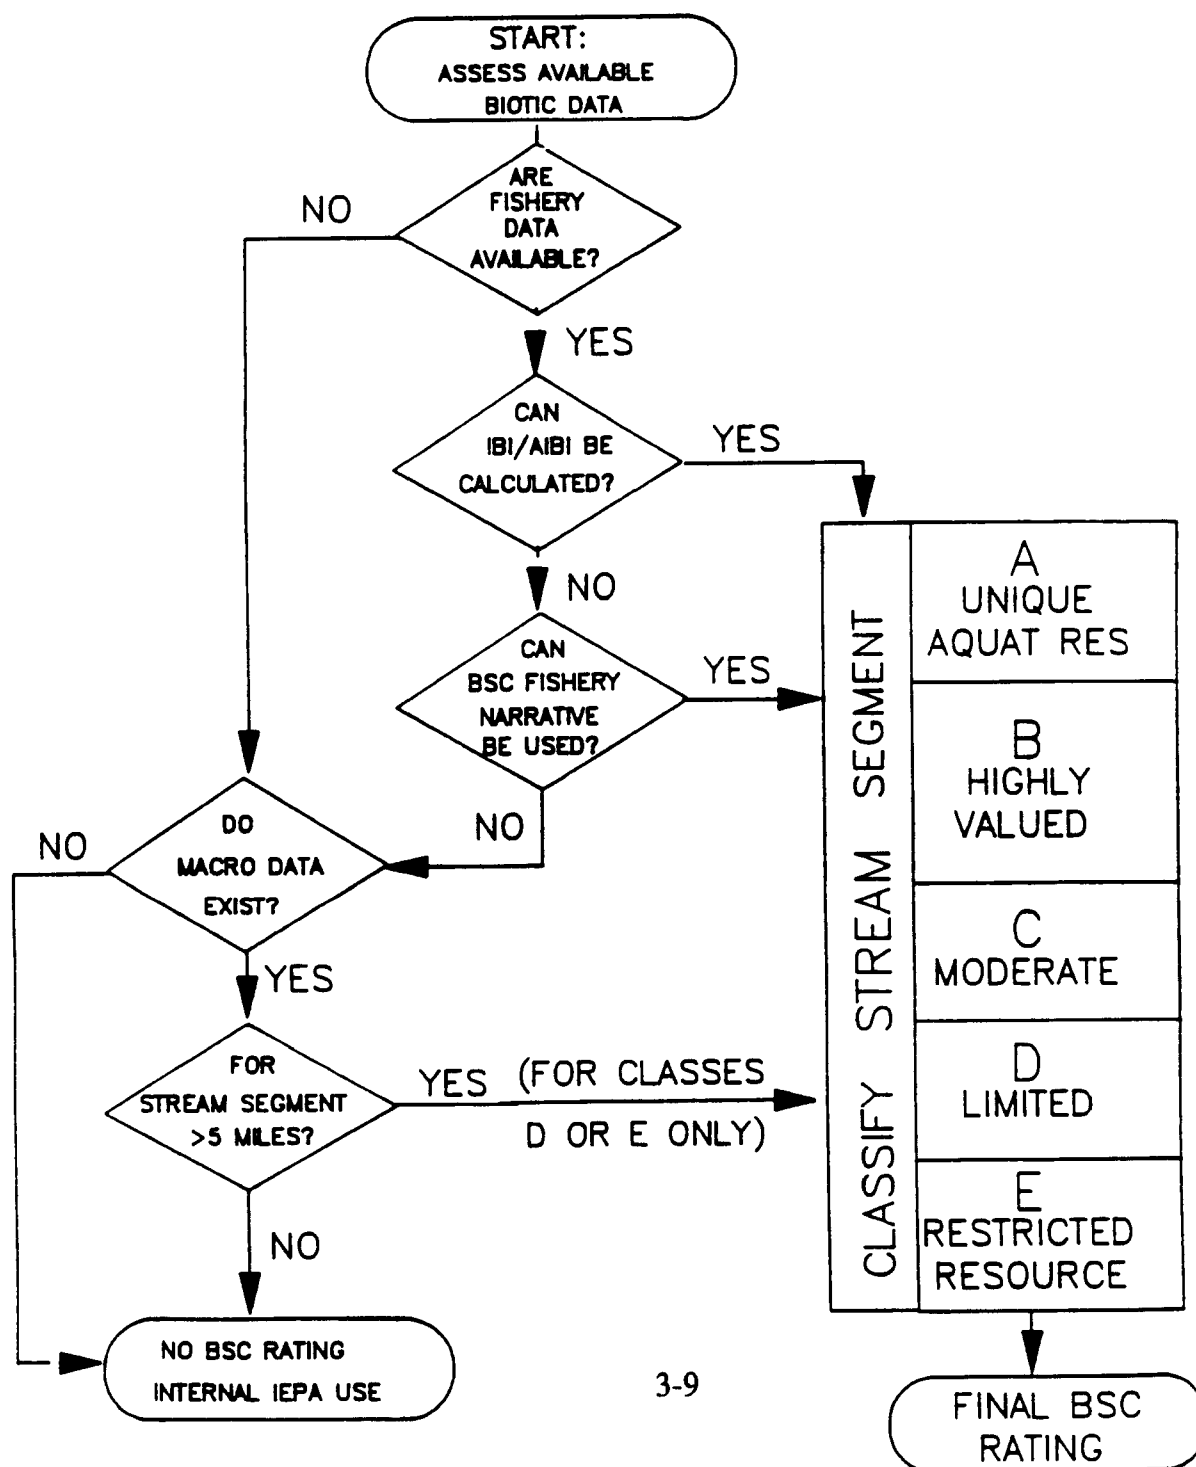 START:
ASSESS AVAILABLE
BIOTIC DATA
ARE
FISHERY
DATA
AVAILABLE?
NO
YES
CAN
IBI/AIBI BE
CALCULATED?
YES
NO
CAN
BSC FISHERY
NARRATIVE
BE USED?
YES
NO
DO
MACRO DATA
EXIST?
NO
YES
FOR
STREAM SEGMENT
>5 MILES?
YES (FOR CLASSES
D OR E ONLY)
NO
NO BSC RATING
INTERNAL IEPA USE
CLASSIFY STREAM SEGMENT
A
UNIQUE
AQUAT RES
B
HIGHLY
VALUED
C
MODERATE
D
LIMITED
E
RESTRICTED
RESOURCE
FINAL BSC
RATING
3-9